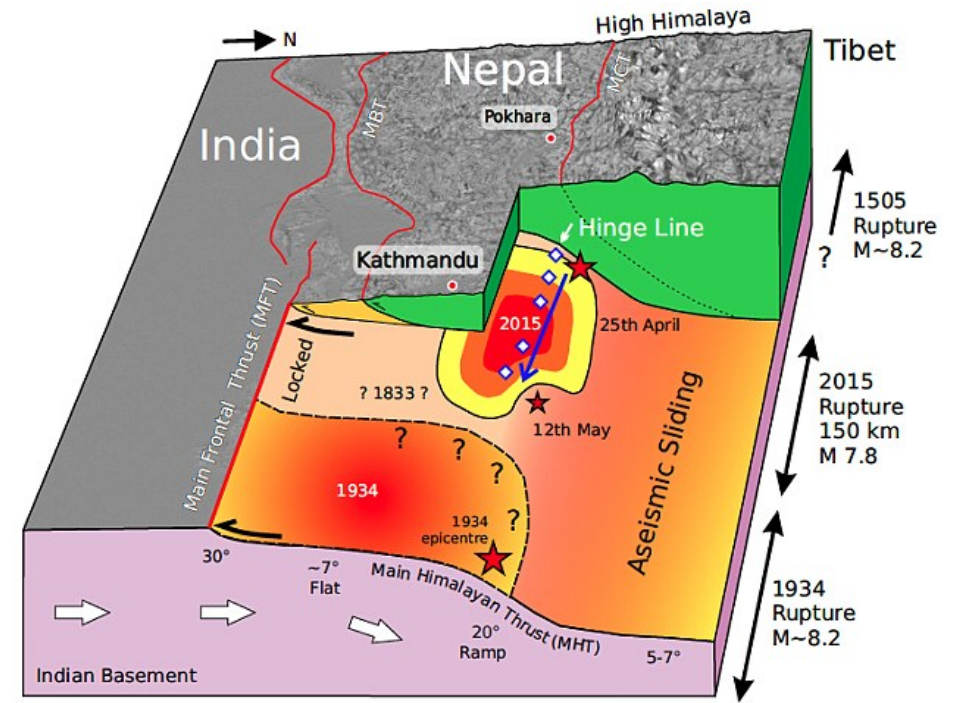 High Himalaya
N
Tibet
Nepal
MCT
MBT
Pokhara
India
1505
Rupture
M~8.2
?
Hinge Line
Kathmandu
Main Frontal Thrust (MFT)
2015
25th April
Locked
? 1833 ?
12th May
Aseismic Sliding
2015
Rupture
150 km
M 7.8
?
?
?
?
1934
1934
epicentre
30°
~7°
Flat
Main Himalayan Thrust (MHT)
20°
Ramp
5-7°
1934
Rupture
M~8.2
Indian Basement